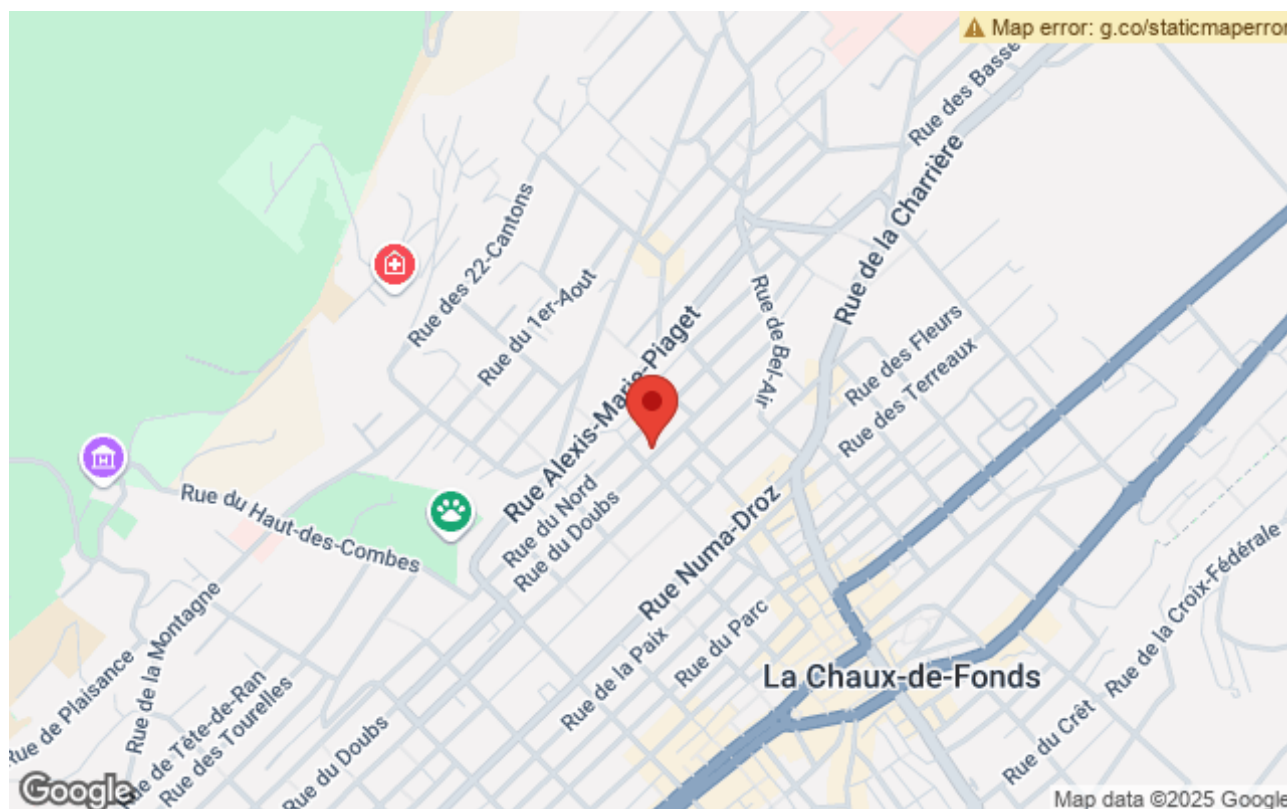 Map error: g.co/staticmaperror
Rue des Basse
Rue de la Charrière
Rue des 22-Cantons
Rue du 1er-Aout
Rue Alexis-Marie-Piaget
Rue de Bel-Air
Rue des Fleurs
Rue des Terreaux
Rue du Haut-des-Combes
Rue du Nord
Rue du Doubs
Rue Numa-Droz
Rue du Parc
Rue de la Paix
La Chaux-de-Fonds
Rue de la Croix-Fédérale
Rue du Crêt
Rue de la Montagne
Rue de Plaisance
Rue de Tête-de-Ran
Rue des Tourelles
Rue du Doubs
H
Google
Map data ©2025 Google